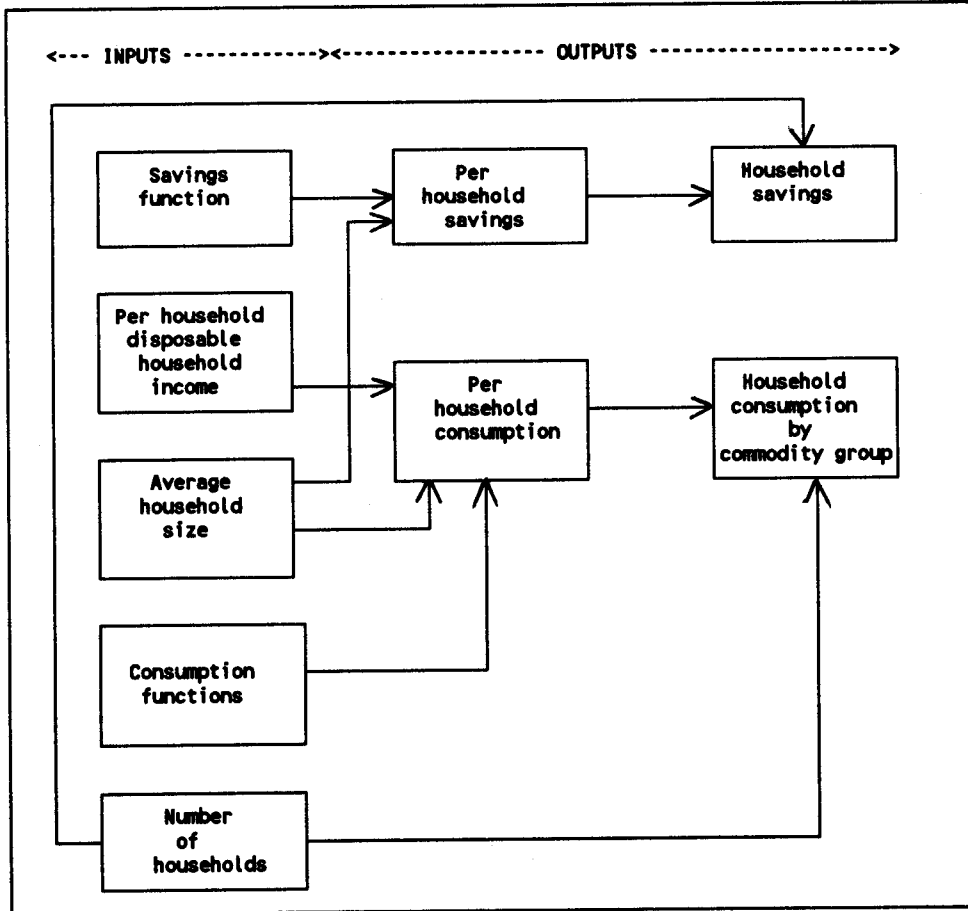 <--- INPUTS ---------------><--------------- OUTPUTS ---------------------->
Savings
function
Per
household
savings
Household
savings
Per household
disposable
household
income
Per
household
consumption
Household
consumption
by
commodity group
Average
household
size
Consumption
functions
Number
of
households